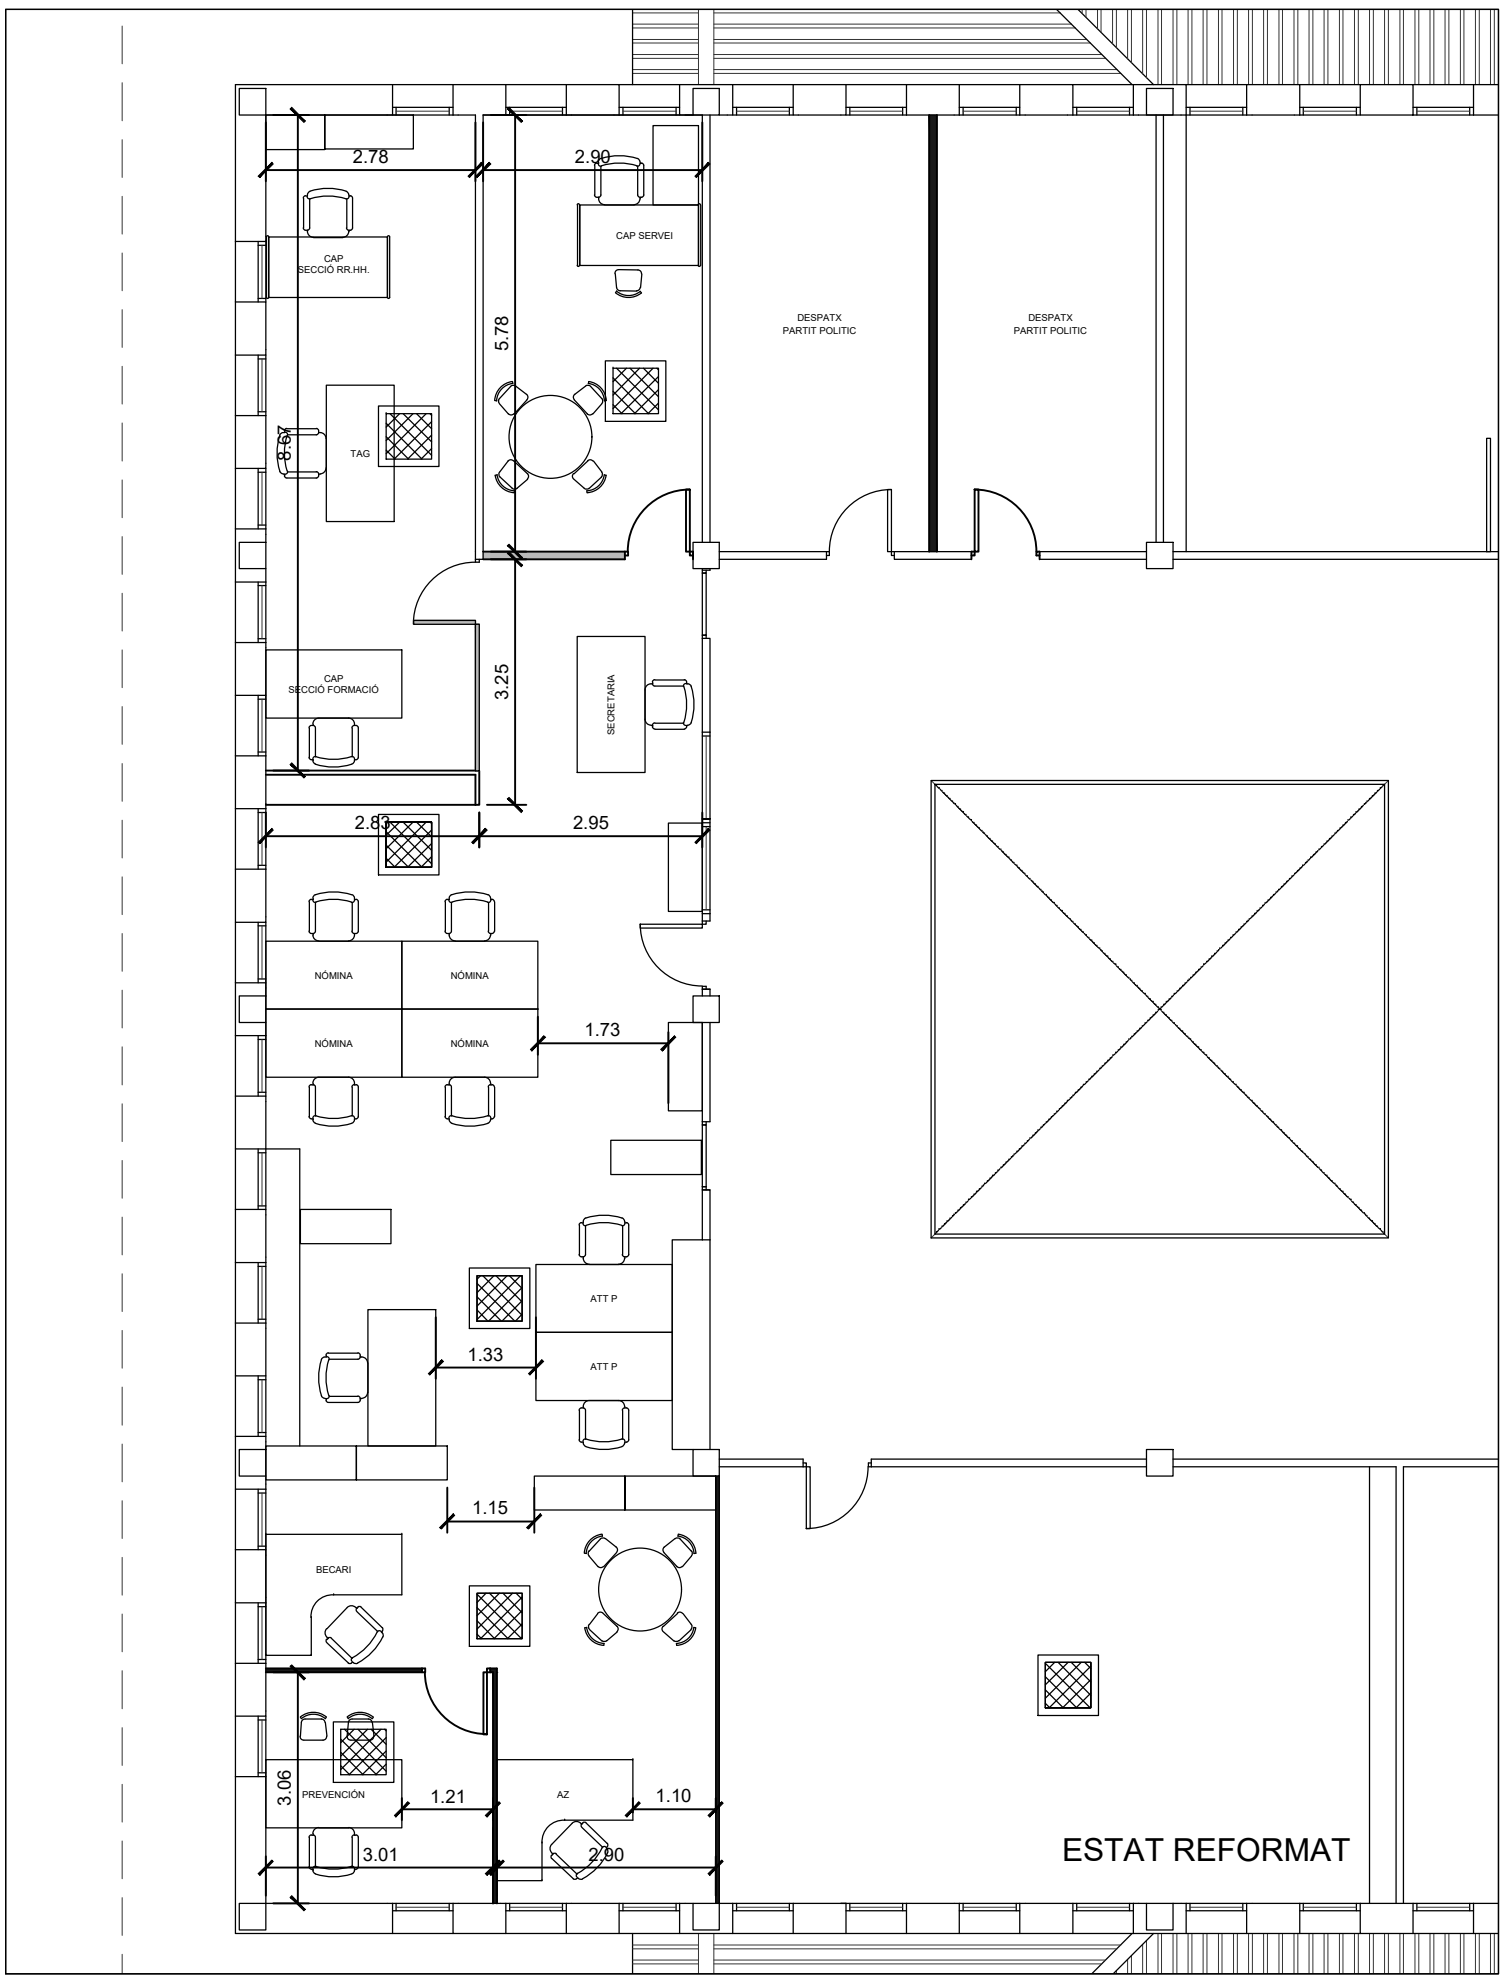 2.78
2.90
CAP SERVEI
CAP
SECCIÓ RR.HH.
5.78
DESPATX
PARTIT POLITIC
DESPATX
PARTIT POLITIC
8.67
TAG
3.25
CAP
SECCIÓ FORMACIÓ
SECRETARIA
2.83
2.95
NÓMINA
NÓMINA
1.73
NÓMINA
NÓMINA
ATT P
1.33
ATT P
1.15
BECARI
3.06
PREVENCIÓN
1.21
AZ
1.10
3.01
2.90
ESTAT REFORMAT